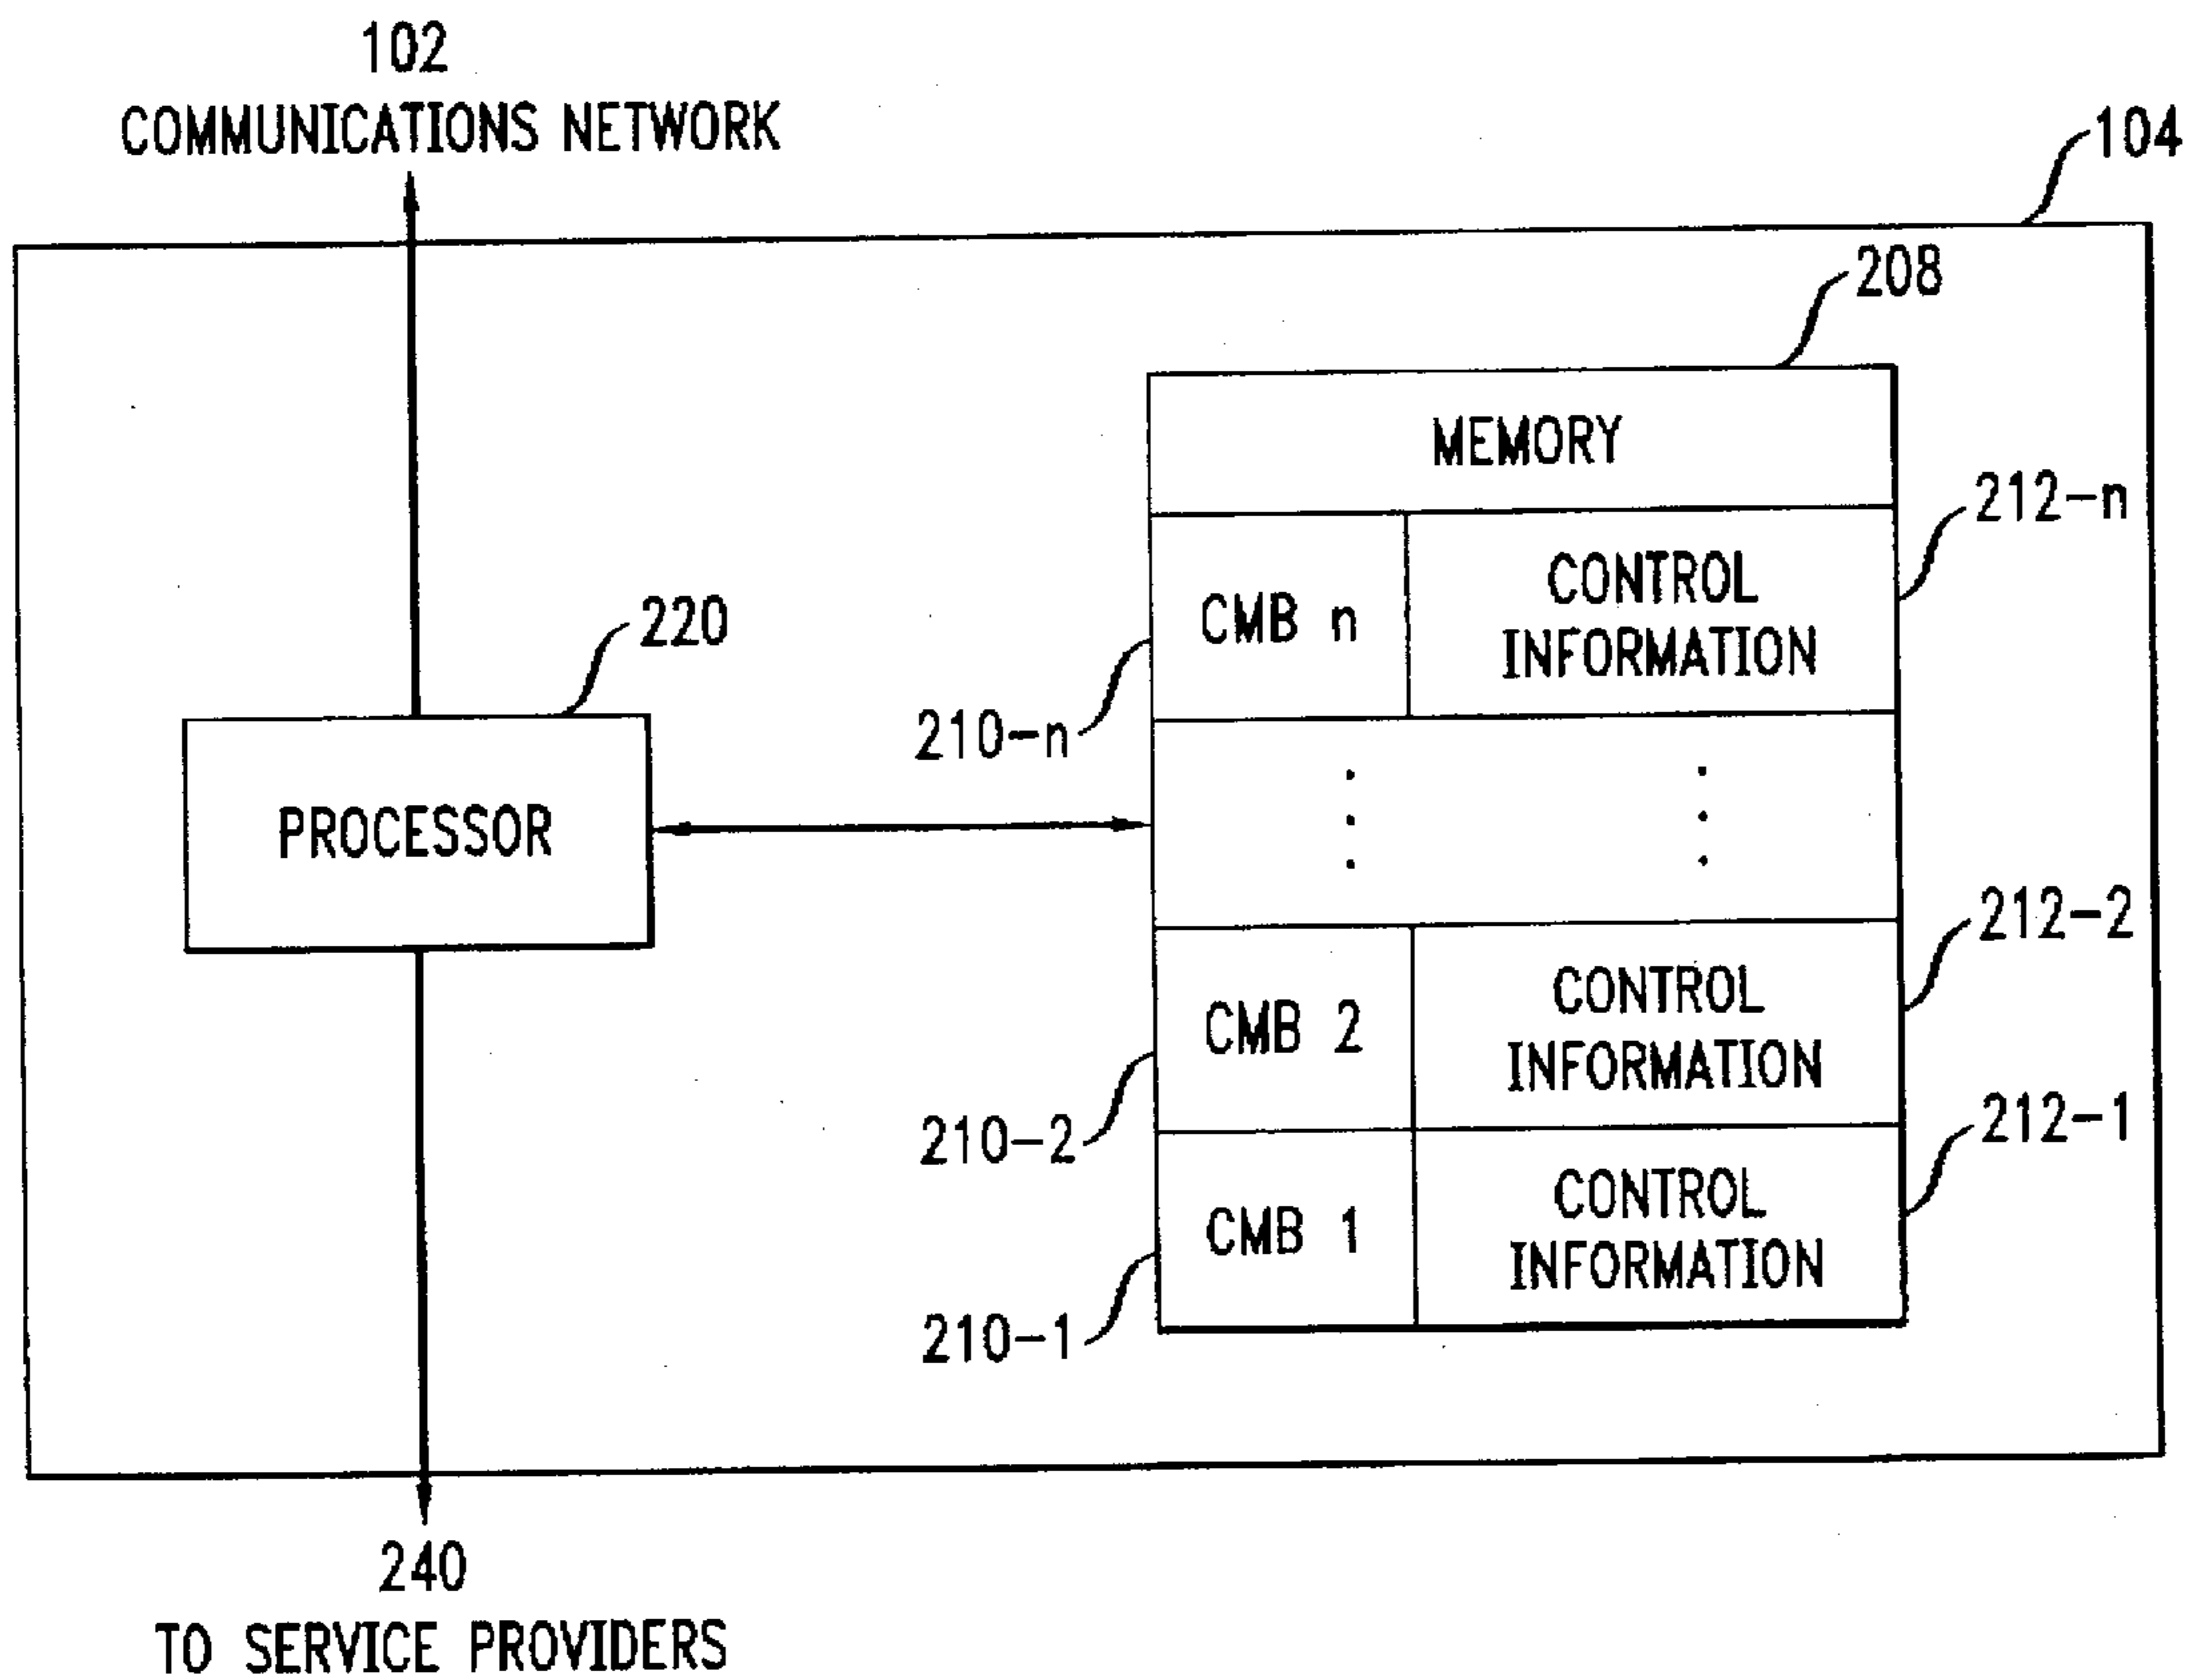 102
COMMUNICATIONS NETWORK
104
208
MEMORY
212-n
CMB n
CONTROL
INFORMATION
220
210-n
PROCESSOR
212-2
CMB 2
CONTROL
INFORMATION
210-2
212-1
CMB 1
CONTROL
INFORMATION
210-1
240
TO SERVICE PROVIDERS